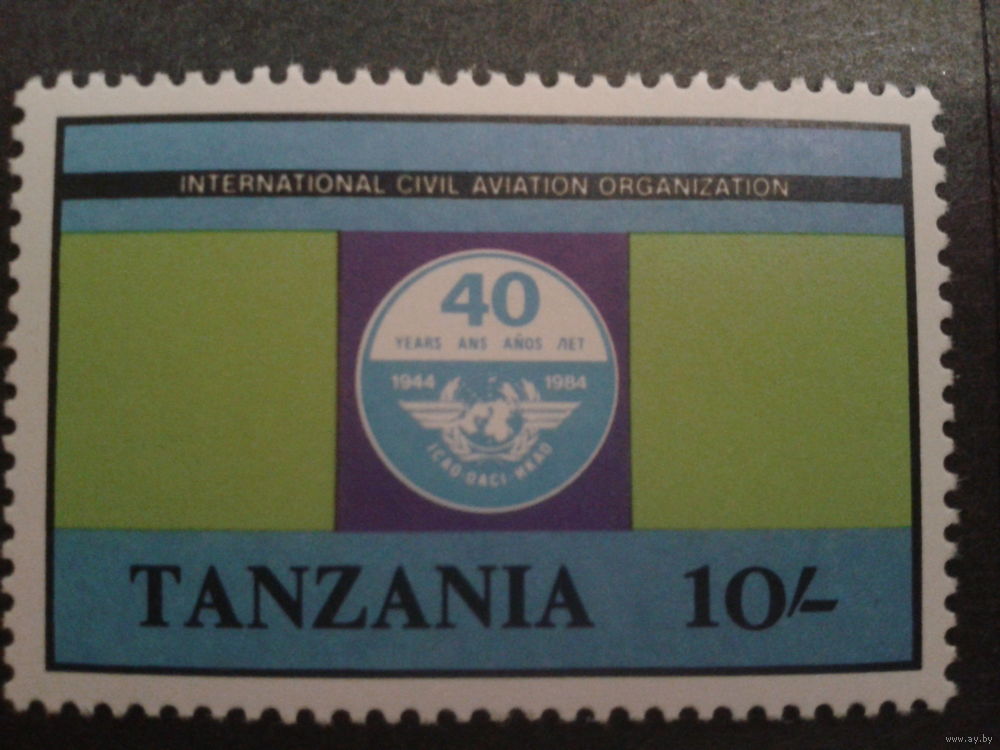 INTERNATIONAL CIVIL AVIATION ORGANIZATION
40
YEARS ANS AÑOS ЛЕТ
1944 1984
ICAO·OACI·ИКАО
TANZANIA 10/-
www.ay.by